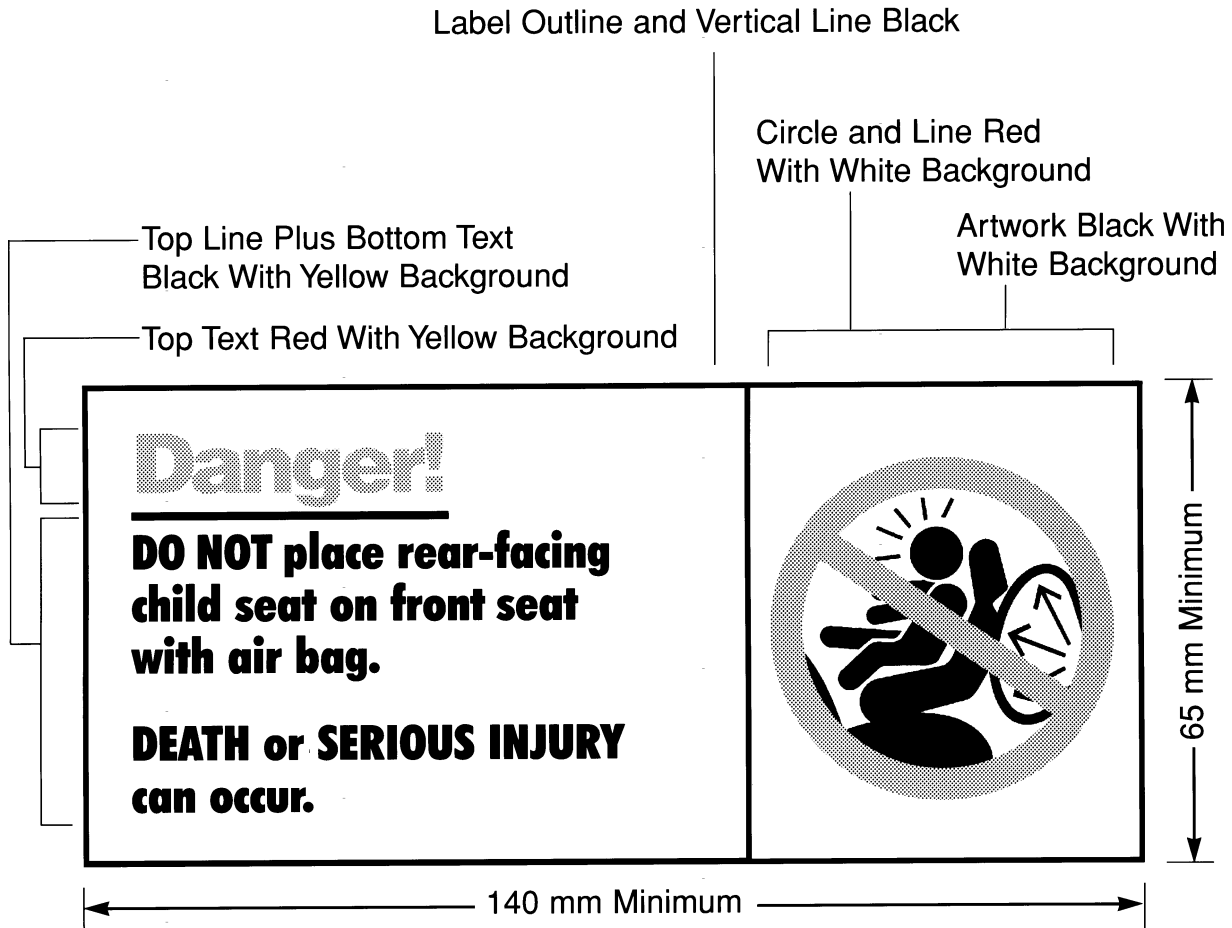 Label Outline and Vertical Line Black
Circle and Line Red
With White Background
Artwork Black With
White Background
Top Line Plus Bottom Text
Black With Yellow Background
Top Text Red With Yellow Background
Danger!
DO NOT place rear-facing
child seat on front seat
with air bag.
DEATH or SERIOUS INJURY
can occur.
65 mm Minimum
140 mm Minimum